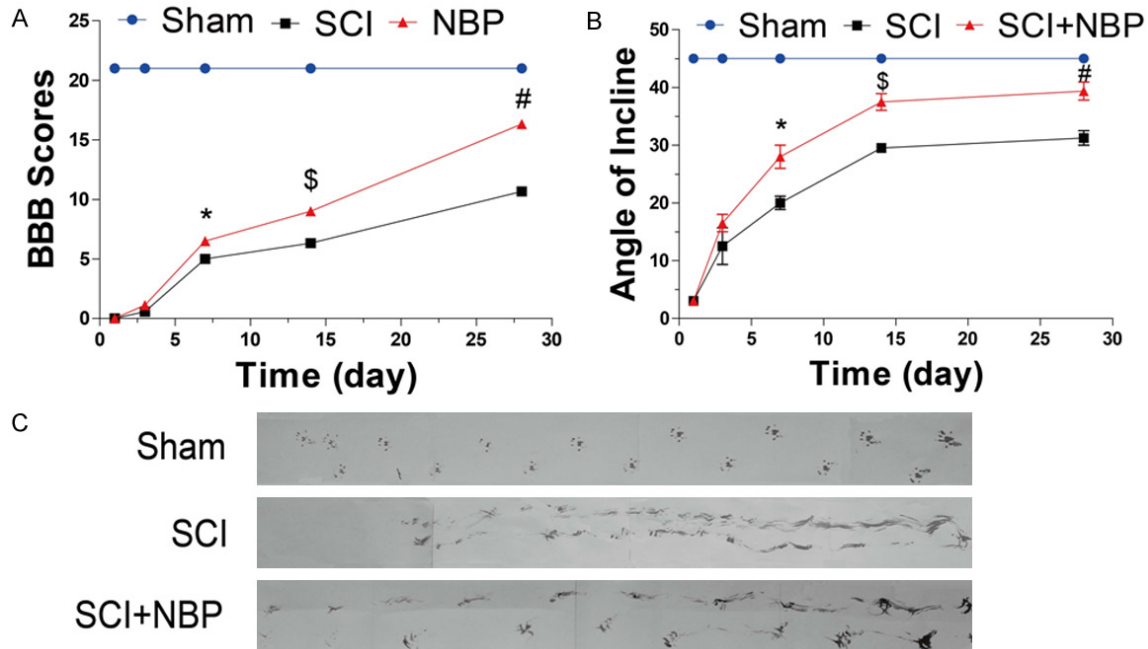 A
Sham SCI NBP
BBB Scores
25
20
15
10
5
0
*
$
#
0 5 10 15 20 25 30
Time (day)
B
Sham SCI SCI+NBP
Angle of Incline
50
40
30
20
10
0
*
$
#
0 5 10 15 20 25 30
Time (day)
C
Sham
SCI
SCI+NBP